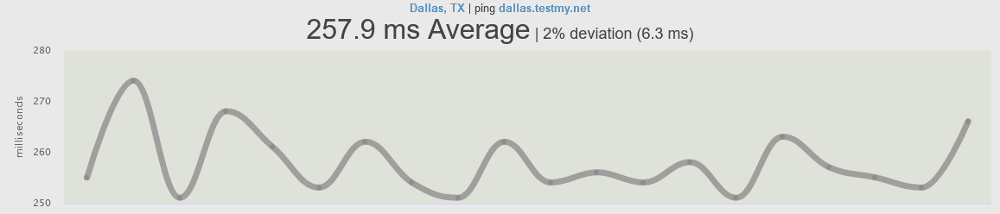 Dallas, TX | ping dallas.testmy.net
257.9 ms Average | 2% deviation (6.3 ms)
280
270
milliseconds
260
250